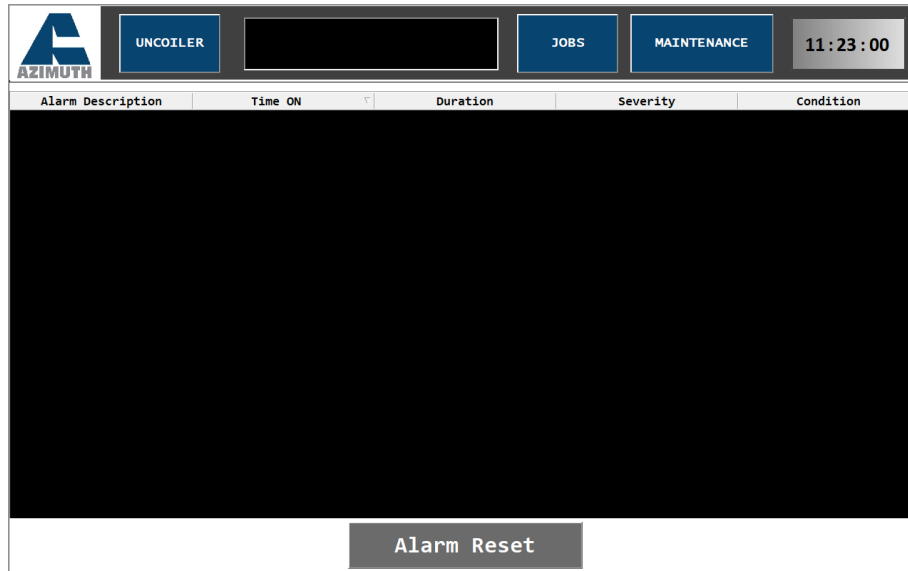 AZIMUTH
UNCOILER
JOBS
MAINTENANCE
11:23:00
Alarm Description Time ON Duration Severity Condition
Alarm Reset